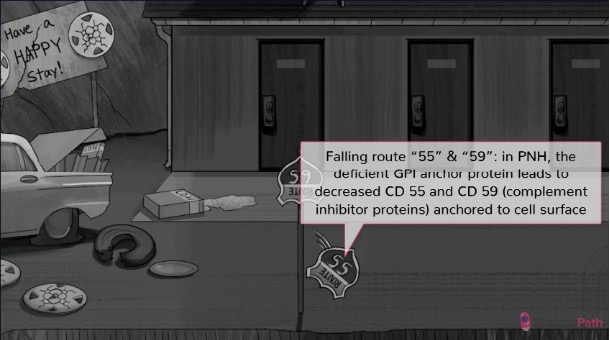 Have a
HAPPY
Stay!
Falling route “55” & “59”: in PNH, the
deficient GPI anchor protein leads to
decreased CD 55 and CD 59 (complement
inhibitor proteins) anchored to cell surface
59
ROUTE
55
ROUTE
Path